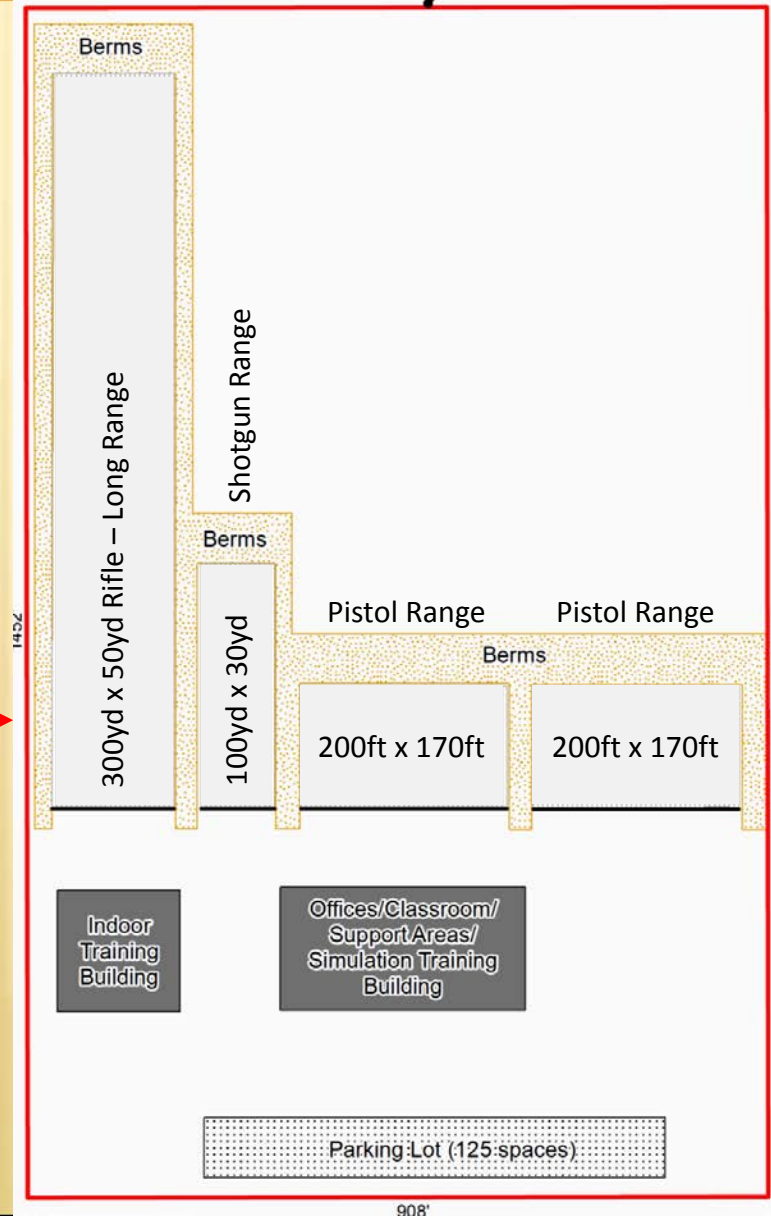 Berms
300yd x 50yd Rifle – Long Range
Shotgun Range
Berms
100yd x 30yd
Pistol Range
Pistol Range
Berms
200ft x 170ft
200ft x 170ft
1452'
Indoor
Training
Building
Offices/Classroom/
Support Areas/
Simulation Training
Building
Parking Lot (125 spaces)
908'